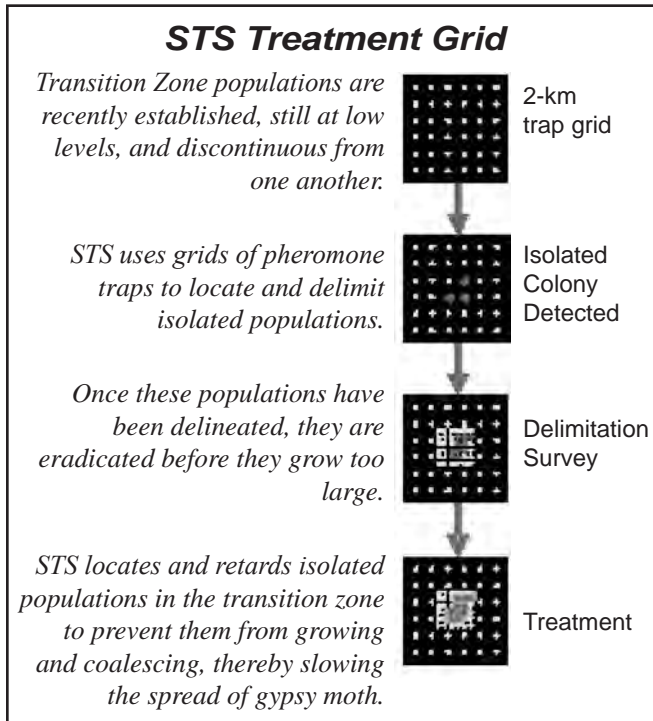 STS Treatment Grid
Transition Zone populations are
recently established, still at low
levels, and discontinuous from
one another.
2-km
trap grid
STS uses grids of pheromone
traps to locate and delimit
isolated populations.
Isolated
Colony
Detected
Once these populations have
been delineated, they are
eradicated before they grow too
large.
Delimitation
Survey
STS locates and retards isolated
populations in the transition zone
to prevent them from growing
and coalescing, thereby slowing
the spread of gypsy moth.
Treatment